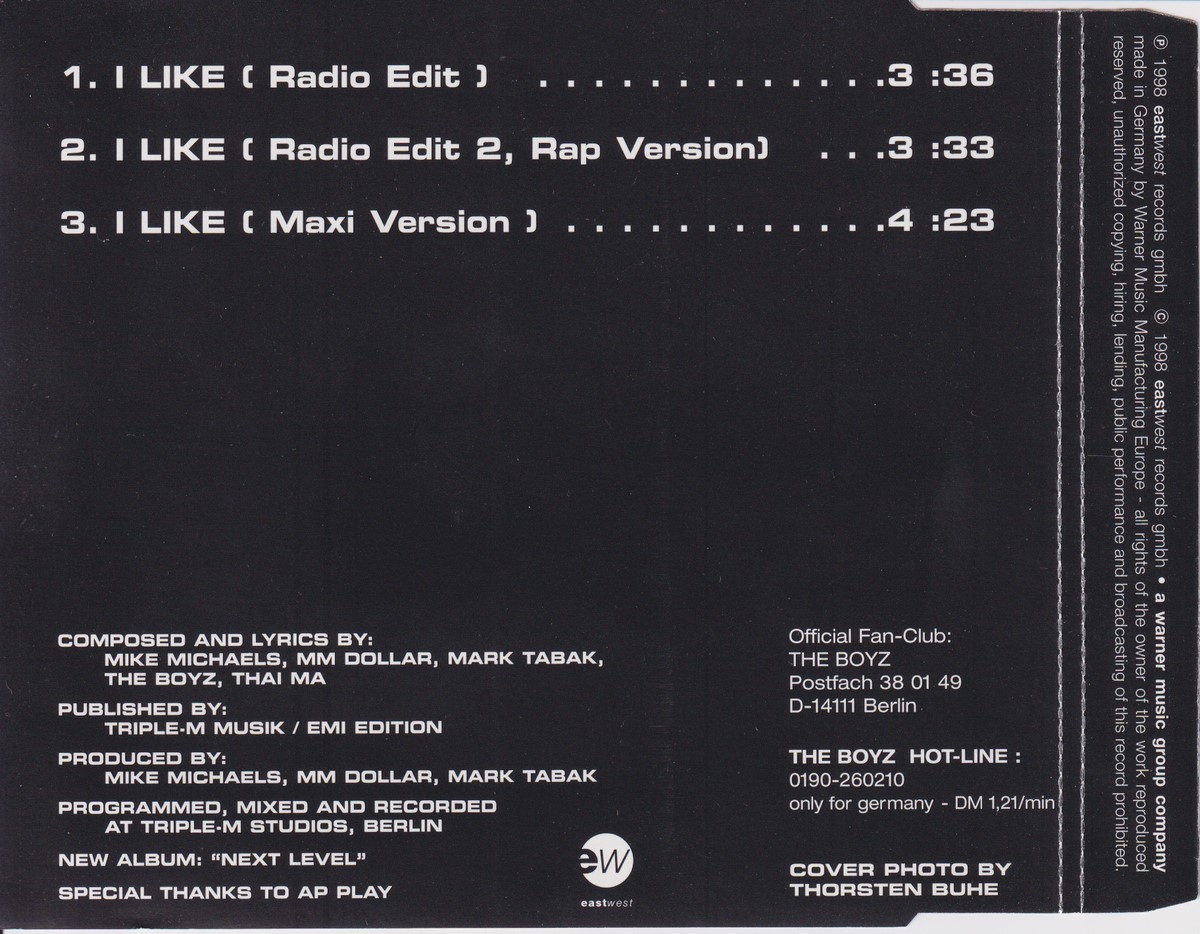 1. I LIKE ( Radio Edit ) . . . . . . . . . . . . .3 :36
2. I LIKE ( Radio Edit 2, Rap Version) . . .3 :33
3. I LIKE ( Maxi Version ) . . . . . . . . . . . .4 :23
COMPOSED AND LYRICS BY:
MIKE MICHAELS, MM DOLLAR, MARK TABAK,
THE BOYZ, THAI MA
PUBLISHED BY:
TRIPLE-M MUSIK / EMI EDITION
PRODUCED BY:
MIKE MICHAELS, MM DOLLAR, MARK TABAK
PROGRAMMED, MIXED AND RECORDED
AT TRIPLE-M STUDIOS, BERLIN
NEW ALBUM: “NEXT LEVEL”
SPECIAL THANKS TO AP PLAY
ew
eastwest
Official Fan-Club:
THE BOYZ
Postfach 38 01 49
D-14111 Berlin
THE BOYZ HOT-LINE :
0190-260210
only for germany - DM 1,21/min
COVER PHOTO BY
THORSTEN BUHE
℗ 1998 eastwest records gmbh © 1998 eastwest records gmbh • a warner music group company
made in Germany by Warner Music Manufacturing Europe - all rights of the owner of the work reproduced
reserved, unauthorized copying, hiring, lending, public performance and broadcasting of this record prohibited.